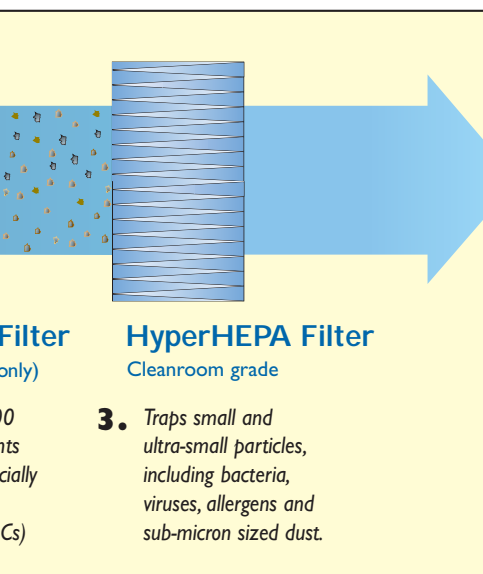 Filter
only)
00
nts
cially
Cs)
HyperHEPA Filter
Cleanroom grade
3. Traps small and
ultra-small particles,
including bacteria,
viruses, allergens and
sub-micron sized dust.